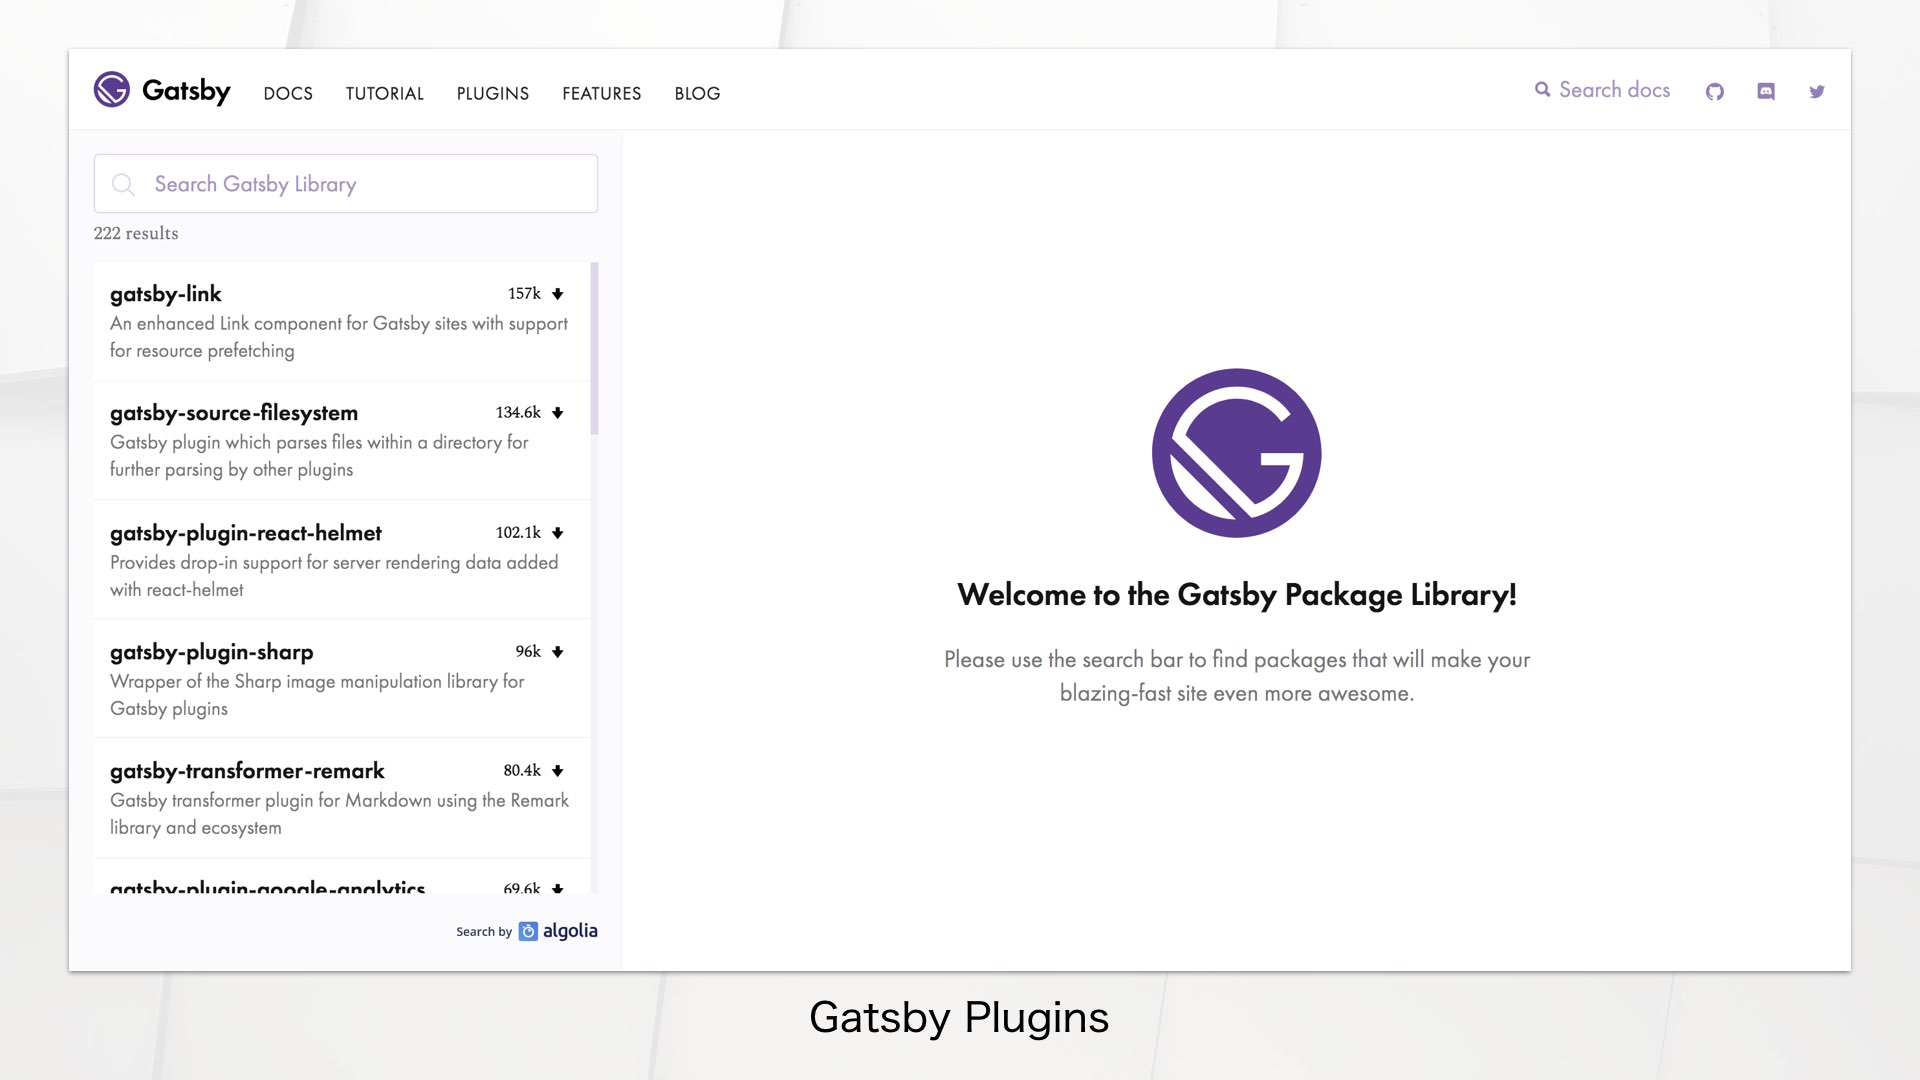 Gatsby DOCS TUTORIAL PLUGINS FEATURES BLOG Search docs
Search Gatsby Library
222 results
gatsby-link 157k
An enhanced Link component for Gatsby sites with support
for resource prefetching
gatsby-source-filesystem 134.6k
Gatsby plugin which parses files within a directory for
further parsing by other plugins
gatsby-plugin-react-helmet 102.1k
Provides drop-in support for server rendering data added
with react-helmet
gatsby-plugin-sharp 96k
Wrapper of the Sharp image manipulation library for
Gatsby plugins
gatsby-transformer-remark 80.4k
Gatsby transformer plugin for Markdown using the Remark
library and ecosystem
gatsby-plugin-google-analytics 69.6k
Search by algolia
Welcome to the Gatsby Package Library!
Please use the search bar to find packages that will make your
blazing-fast site even more awesome.
Gatsby Plugins